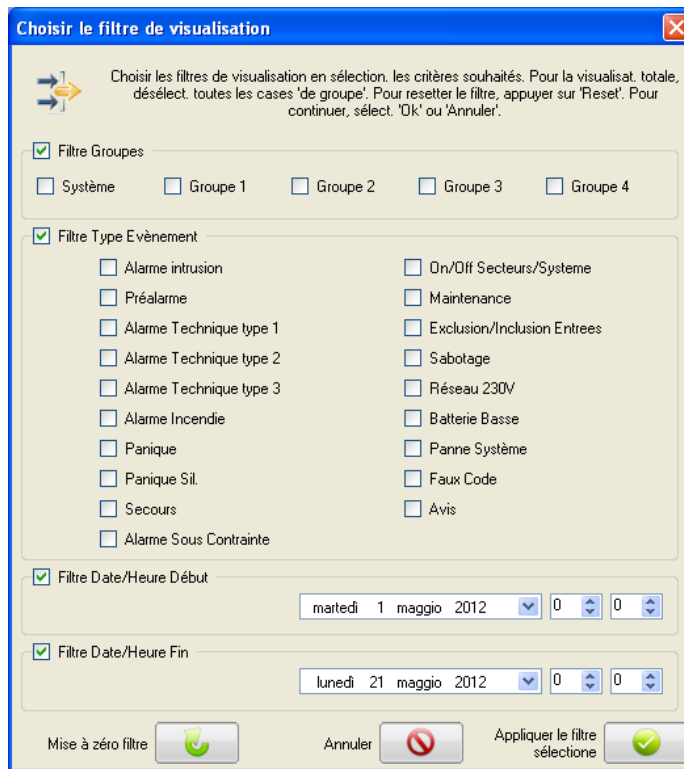 Choisir le filtre de visualisation
Choisir les filtres de visualisation en sélection. les critères souhaités. Pour la visualisat. totale,
désélect. toutes les cases 'de groupe'. Pour resetter le filtre, appuyer sur 'Reset'. Pour
continuer, sélect. 'Ok' ou 'Annuler'.
Filtre Groupes
Système Groupe 1 Groupe 2 Groupe 3 Groupe 4
Filtre Type Evènement
Alarme intrusion On/Off Secteurs/Systeme
Préalarme Maintenance
Alarme Technique type 1 Exclusion/Inclusion Entrees
Alarme Technique type 2 Sabotage
Alarme Technique type 3 Réseau 230V
Alarme Incendie Batterie Basse
Panique Panne Système
Panique Sil. Faux Code
Secours Avis
Alarme Sous Contrainte
Filtre Date/Heure Début
martedì 1 maggio 2012 0 0
Filtre Date/Heure Fin
lunedì 21 maggio 2012 0 0
Mise à zéro filtre Annuler Appliquer le filtre
sélectione